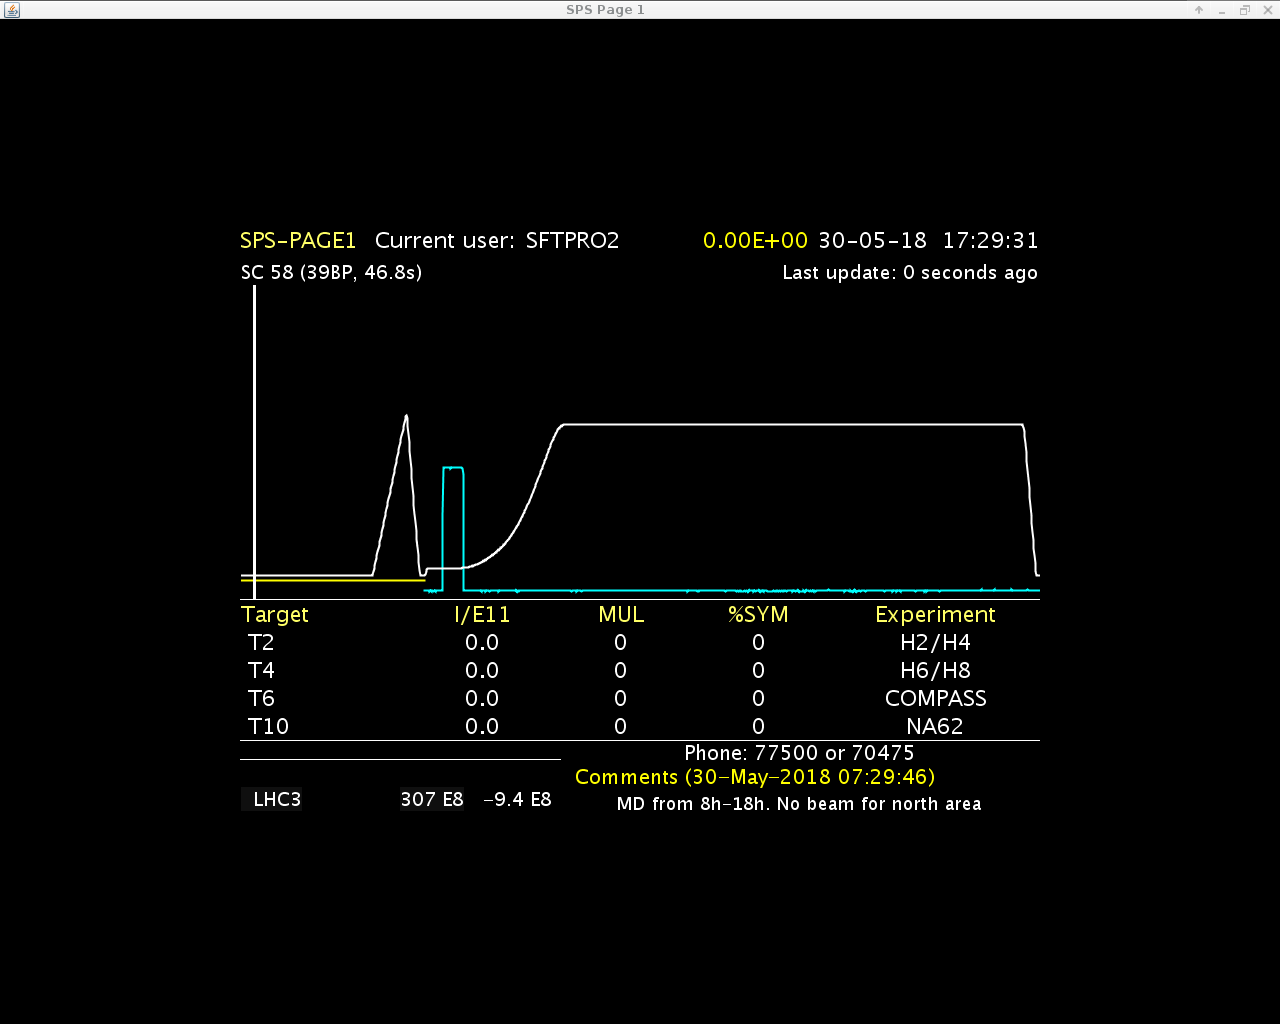 SPS Page 1
SPS-PAGE1 Current user: SFTPRO2 0.00E+00 30-05-18 17:29:31
SC 58 (39BP, 46.8s) Last update: 0 seconds ago
Target I/E11 MUL %SYM Experiment
T2 0.0 0 0 H2/H4
T4 0.0 0 0 H6/H8
T6 0.0 0 0 COMPASS
T10 0.0 0 0 NA62
Phone: 77500 or 70475
Comments (30-May-2018 07:29:46)
LHC3 307 E8 -9.4 E8 MD from 8h-18h. No beam for north area